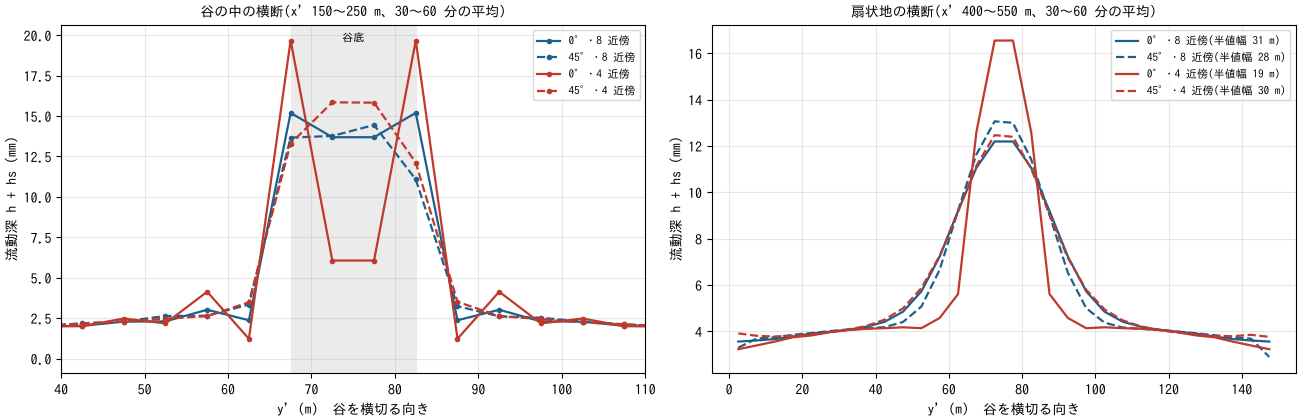 谷の中の横断(x' 150〜250 m、30〜60 分の平均)
流動深 h + hs (mm)
20.0
17.5
15.0
12.5
10.0
7.5
5.0
2.5
0.0
谷底
0°・8 近傍
45°・8 近傍
0°・4 近傍
45°・4 近傍
40
50
60
70
80
90
100
110
y' (m) 谷を横切る向き
扇状地の横断(x' 400〜550 m、30〜60 分の平均)
流動深 h + hs (mm)
16
14
12
10
8
6
4
0°・8 近傍(半値幅 31 m)
45°・8 近傍(半値幅 28 m)
0°・4 近傍(半値幅 19 m)
45°・4 近傍(半値幅 30 m)
0
20
40
60
80
100
120
140
y' (m) 谷を横切る向き